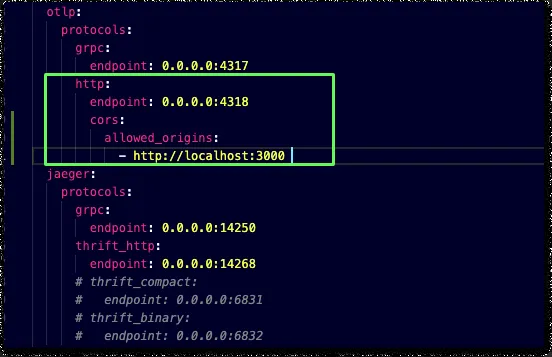 otlp:
protocols:
grpc:
endpoint: 0.0.0.0:4317
http:
endpoint: 0.0.0.0:4318
cors:
allowed_origins:
- http://localhost:3000
jaeger:
protocols:
grpc:
endpoint: 0.0.0.0:14250
thrift_http:
endpoint: 0.0.0.0:14268
# thrift_compact:
#   endpoint: 0.0.0.0:6831
# thrift_binary:
#   endpoint: 0.0.0.0:6832